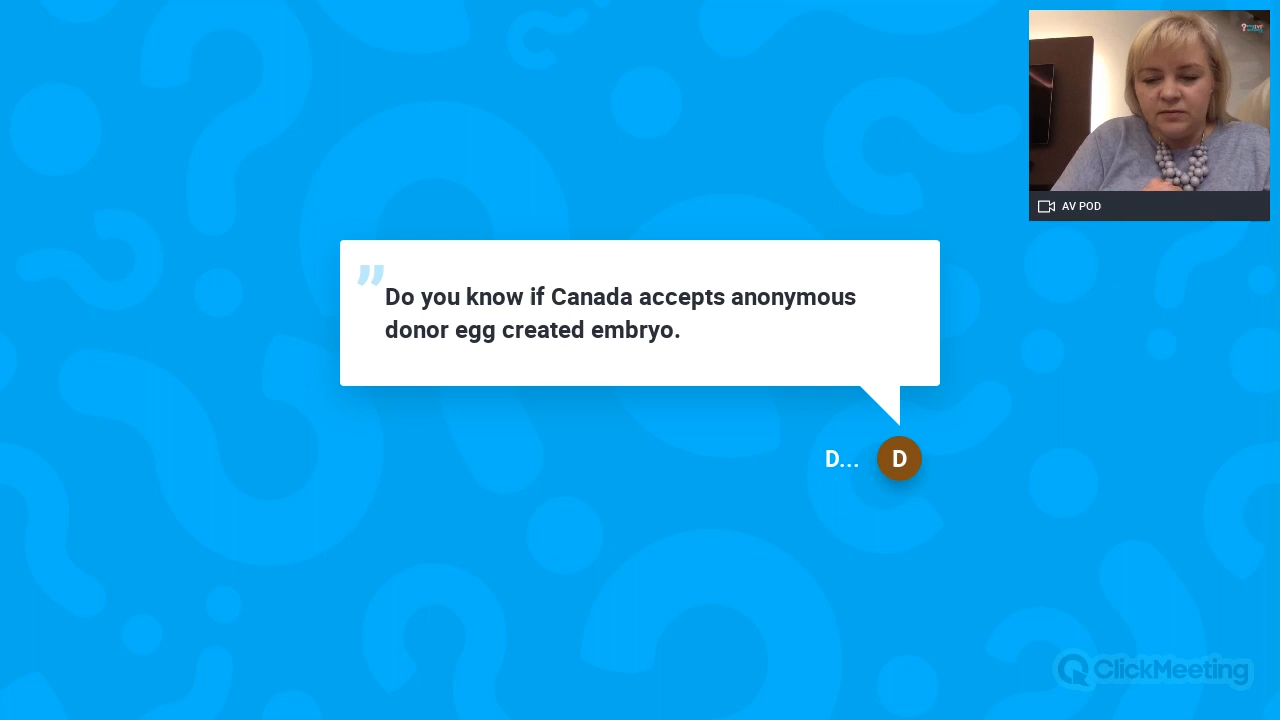 AV POD
Do you know if Canada accepts anonymous
donor egg created embryo.
D...
D
ClickMeeting